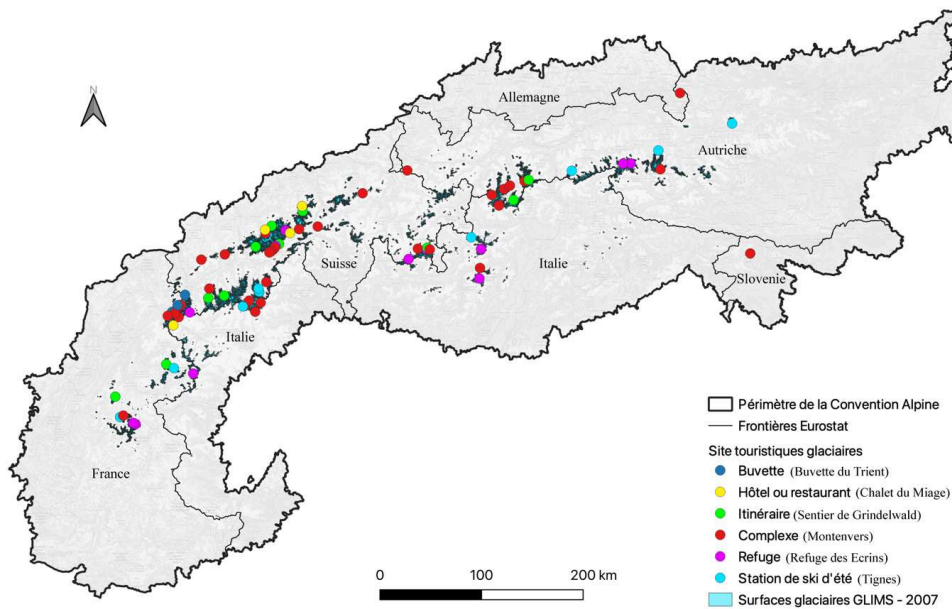 N
Allemagne
Autriche
Suisse
Italie
Slovenie
Italie
France
Périmètre de la Convention Alpine
Frontières Eurostat
Site touristiques glaciaires
Buvette (Buvette du Trient)
Hôtel ou restaurant (Chalet du Miage)
Itinéraire (Sentier de Grindelwald)
Complexe (Montenvers)
Refuge (Refuge des Ecrins)
Station de ski d'été (Tignes)
Surfaces glaciaires GLIMS - 2007
0 100 200 km